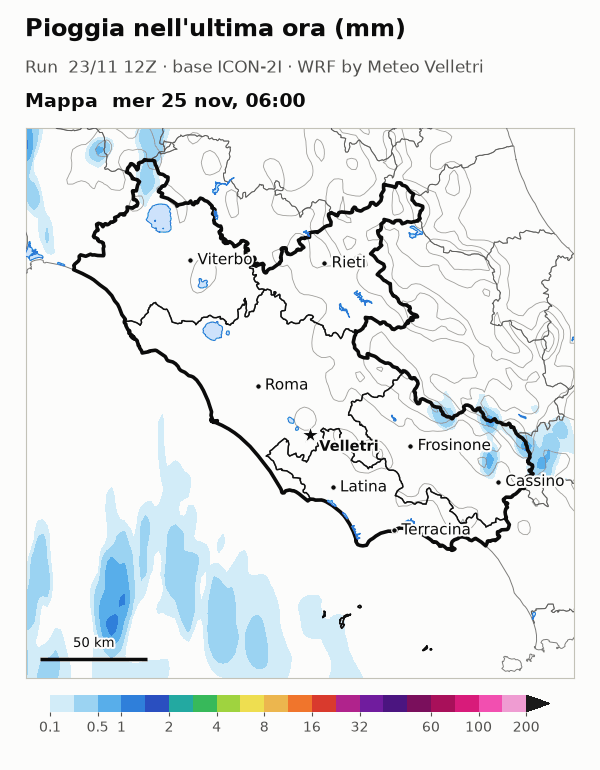 Pioggia nell'ultima ora (mm)
Run  23/11 12Z · base ICON-2I · WRF by Meteo Velletri
Mappa  mer 25 nov, 06:00
Viterbo
Rieti
Roma
Velletri
Frosinone
Latina
Cassino
Terracina
50 km
0.1 0.5 1 2 4 8 16 32 60 100 200